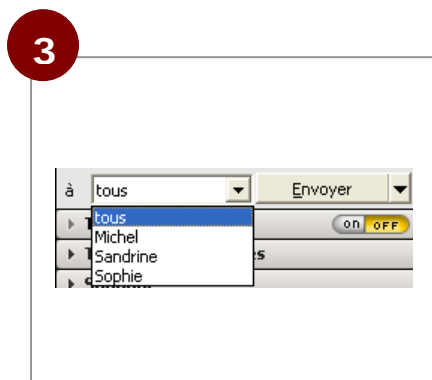 3
à tous Envoyer
tous
on OFF
Michel
Sandrine
Sophie